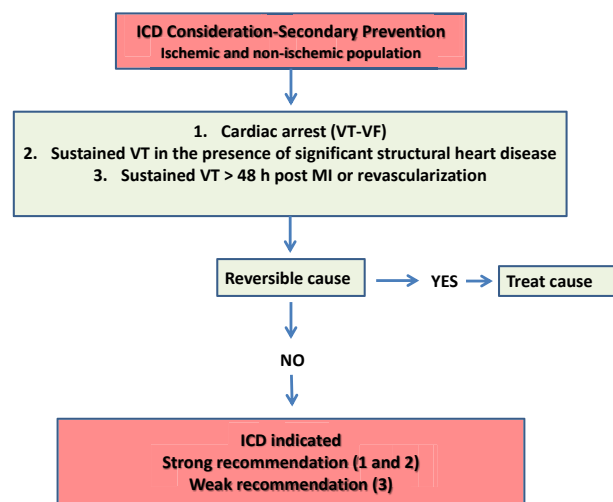 ICD Consideration-Secondary Prevention
Ischemic and non-ischemic population
1. Cardiac arrest (VT-VF)
2. Sustained VT in the presence of significant structural heart disease
3. Sustained VT > 48 h post MI or revascularization
Reversible cause
YES
Treat cause
NO
ICD indicated
Strong recommendation (1 and 2)
Weak recommendation (3)